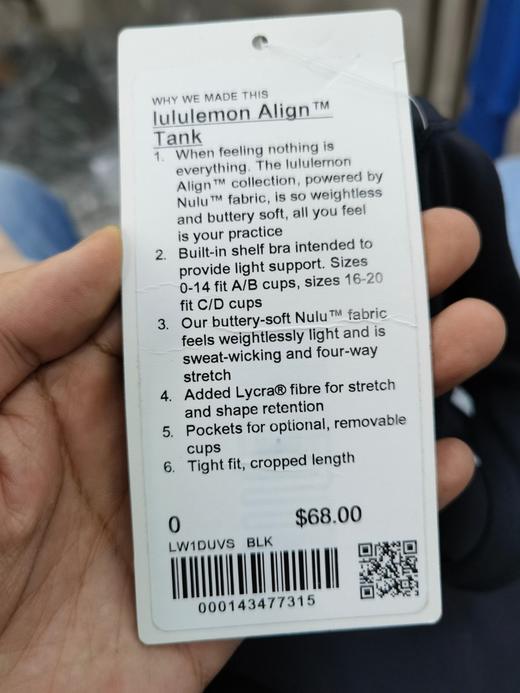 WHY WE MADE THIS
lululemon Align™
Tank
1. When feeling nothing is
everything. The lululemon
Align™ collection, powered by
Nulu™ fabric, is so weightless
and buttery soft, all you feel
is your practice
2. Built-in shelf bra intended to
provide light support. Sizes
0-14 fit A/B cups, sizes 16-20
fit C/D cups
3. Our buttery-soft Nulu™ fabric
feels weightlessly light and is
sweat-wicking and four-way
stretch
4. Added Lycra® fibre for stretch
and shape retention
5. Pockets for optional, removable
cups
6. Tight fit, cropped length
0 $68.00
LW1DUVS BLK
000143477315